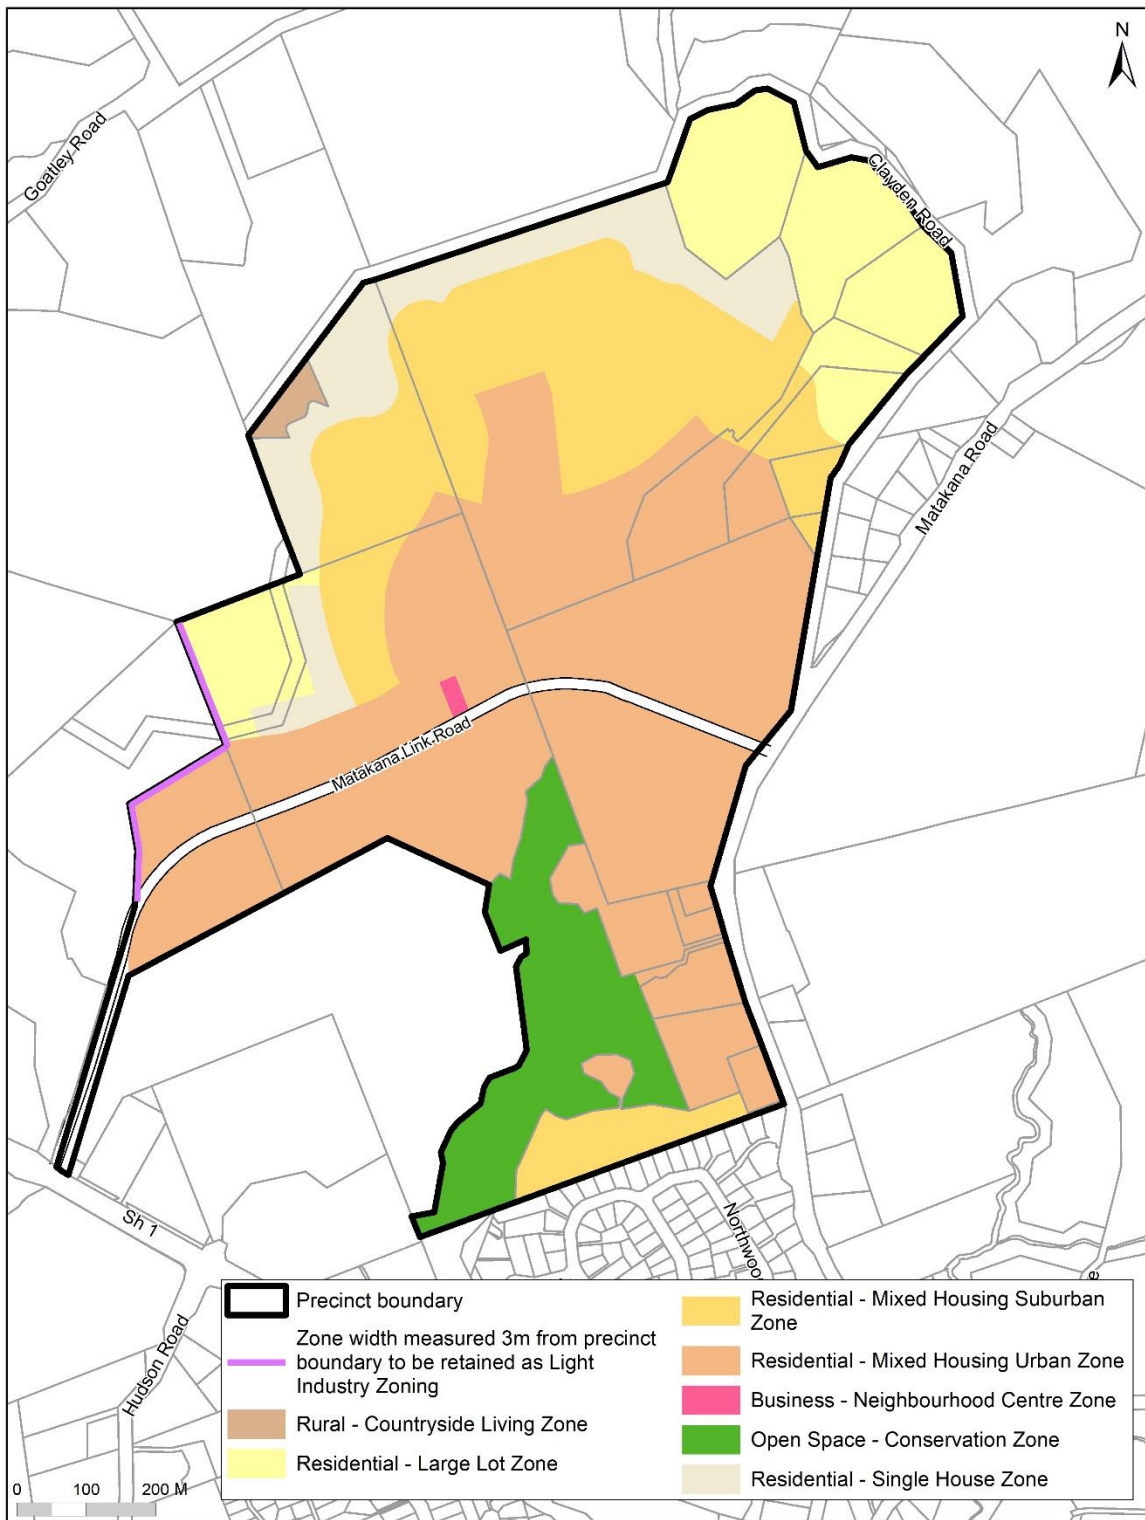 N
Goatley Road
Clayden Road
Matakana Road
Matakana Link Road
Sh 1
Northwoo
Hudson Road
e
Precinct boundary
Zone width measured 3m from precinct
boundary to be retained as Light
Industry Zoning
Rural - Countryside Living Zone
Residential - Large Lot Zone
Residential - Mixed Housing Suburban
Zone
Residential - Mixed Housing Urban Zone
Business - Neighbourhood Centre Zone
Open Space - Conservation Zone
Residential - Single House Zone
0 100 200 M